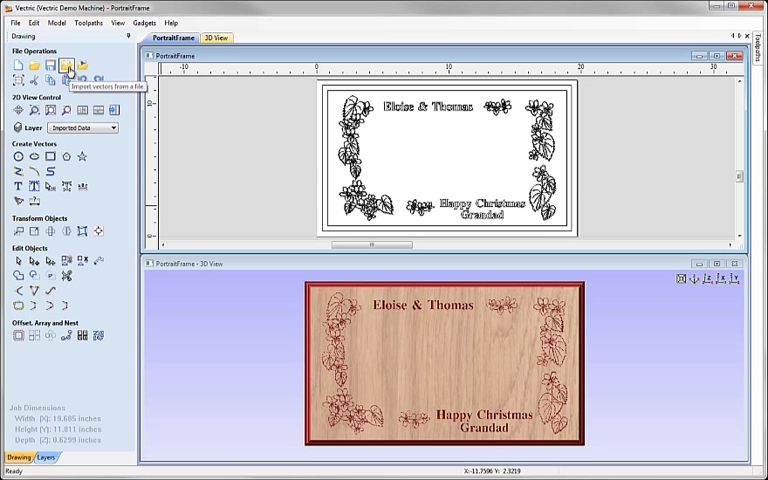 Vectric (Vectric Demo Machine) - PortraitFrame
File Edit Model Toolpaths View Gadgets Help
Drawing
PortraitFrame 3D View
Toolpaths
File Operations
Import vectors from a file
2D View Control
Layer Imported Data
Create Vectors
Transform Objects
Edit Objects
Offset, Array and Nest
Job Dimensions
Width (X): 19.685 inches
Height (Y): 11.811 inches
Depth (Z): 0.6299 inches
Drawing Layers
Ready
X:-11.7596 Y: 2.3219
PortraitFrame
-10 0 10 20 30
10
0
Eloise & Thomas
Happy Christmas
Grandad
PortraitFrame - 3D View
Eloise & Thomas
Happy Christmas
Grandad